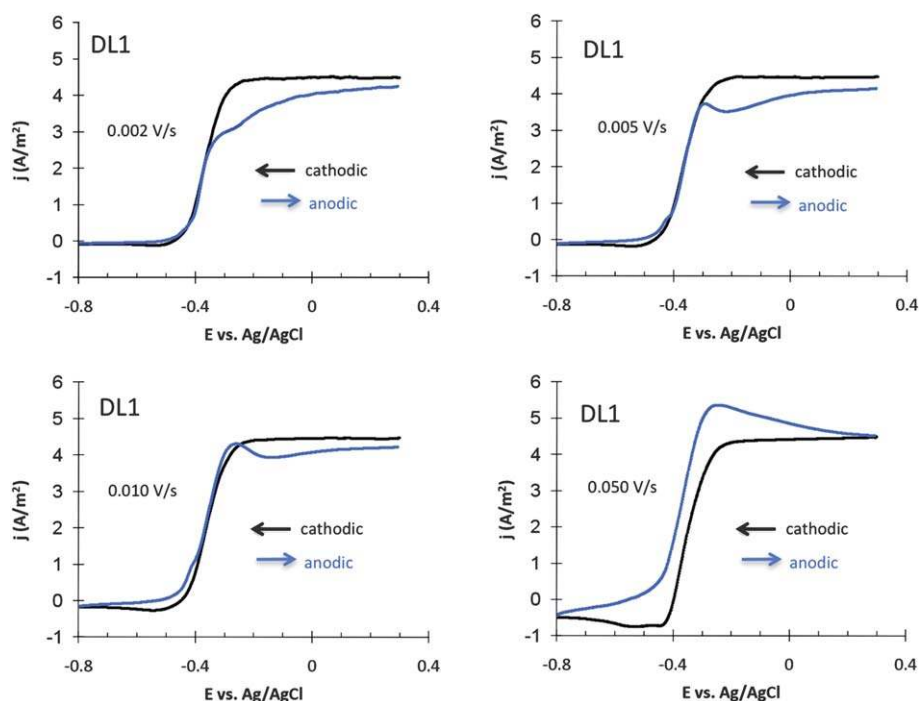 6
5
4
3
2
1
0
-1
DL1
0.002 V/s
cathodic
anodic
-0.8
-0.4
0
0.4
j (A/m²)
E vs. Ag/AgCl
6
5
4
3
2
1
0
-1
DL1
0.005 V/s
cathodic
anodic
-0.8
-0.4
0
0.4
j (A/m²)
E vs. Ag/AgCl
6
5
4
3
2
1
0
-1
DL1
0.010 V/s
cathodic
anodic
-0.8
-0.4
0
0.4
j (A/m²)
E vs. Ag/AgCl
6
5
4
3
2
1
0
-1
DL1
0.050 V/s
cathodic
anodic
-0.8
-0.4
0
0.4
j (A/m²)
E vs. Ag/AgCl